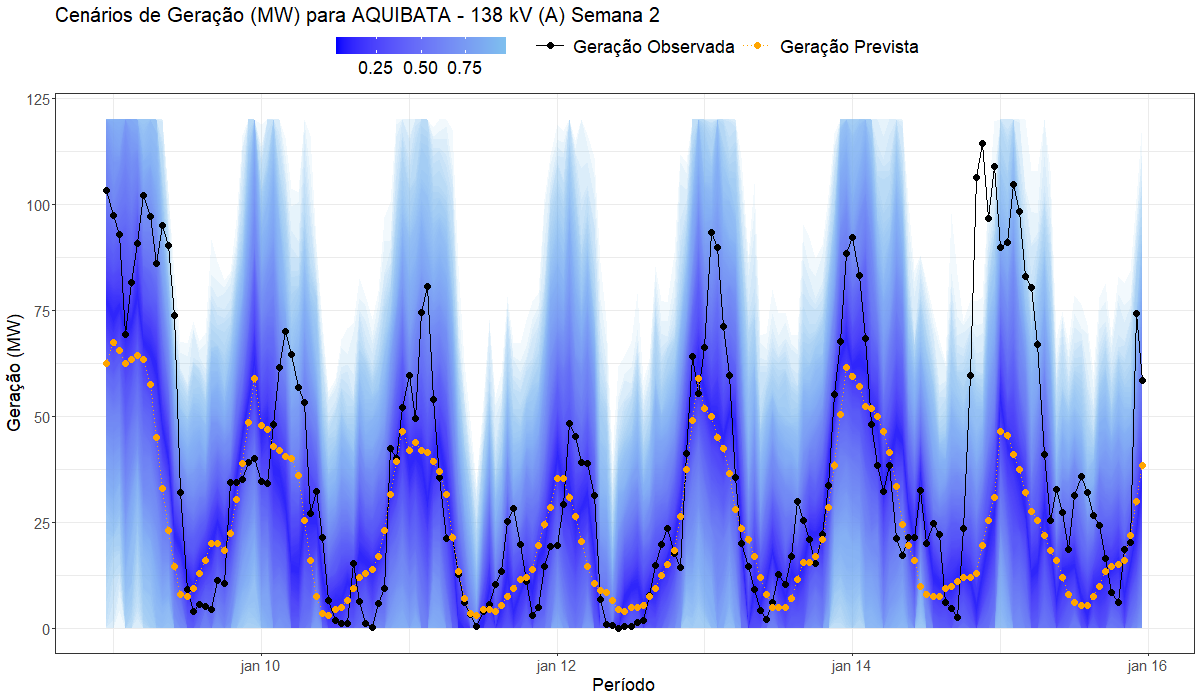 Cenários de Geração (MW) para AQUIBATA - 138 kV (A) Semana 2
0.25 0.50 0.75
Geração Observada
Geração Prevista
Geração (MW)
125
100
75
50
25
0
jan 10
jan 12
jan 14
jan 16
Período